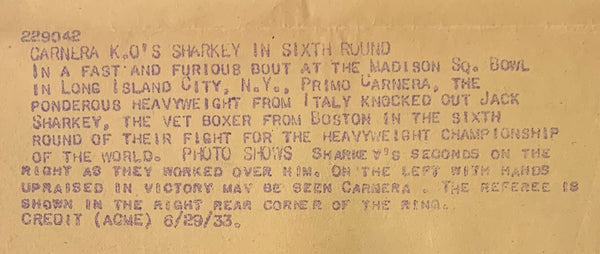 229042
CARNERA K.O'S SHARKEY IN SIXTH ROUND
IN A FAST AND FURIOUS BOUT AT THE MADISON SQ. BOWL
IN LONG ISLAND CITY, N.Y., PRIMO CARNERA, THE
PONDEROUS HEAVYWEIGHT FROM ITALY KNOCKED OUT JACK
SHARKEY, THE VET BOXER FROM BOSTON IN THE SIXTH
ROUND OF THEIR FIGHT FOR THE HEAVYWEIGHT CHAMPIONSHIP
OF THE WORLD. PHOTO SHOWS SHARKEY'S SECONDS ON THE
RIGHT AS THEY WORKED OVER HIM. ON THE LEFT WITH HANDS
UPRAISED IN VICTORY MAY BE SEEN CARNERA . THE REFEREE IS
SHOWN IN THE RIGHT REAR CORNER OF THE RING.
CREDIT (ACME) 6/29/33.